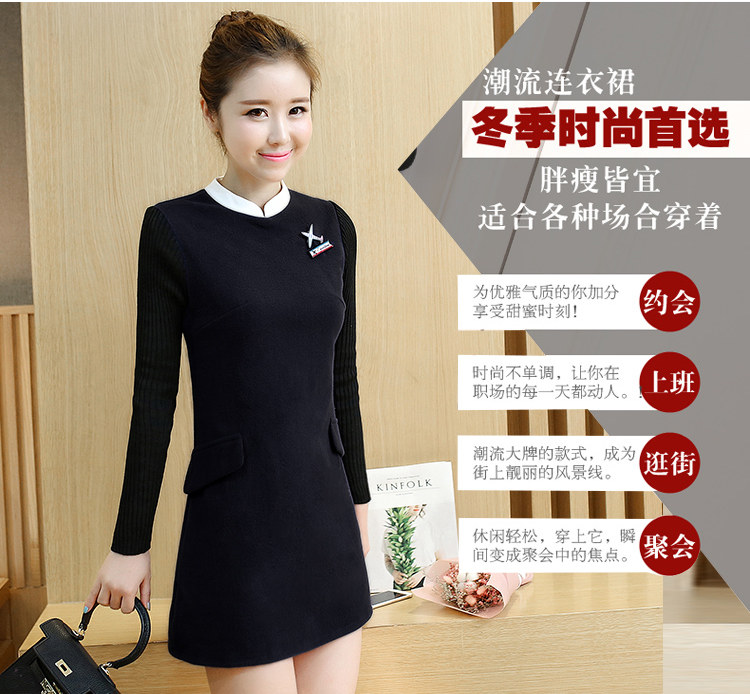 潮流连衣裙
冬季时尚首选
胖瘦皆宜
适合各种场合穿着
为优雅气质的你加分
享受甜蜜时刻！
约会
时尚不单调，让你在
职场的每一天都动人。
上班
潮流大牌的款式，成为
街上靓丽的风景线。
逛街
休闲轻松，穿上它，瞬
间变成聚会中的焦点。
聚会
KINFOLK